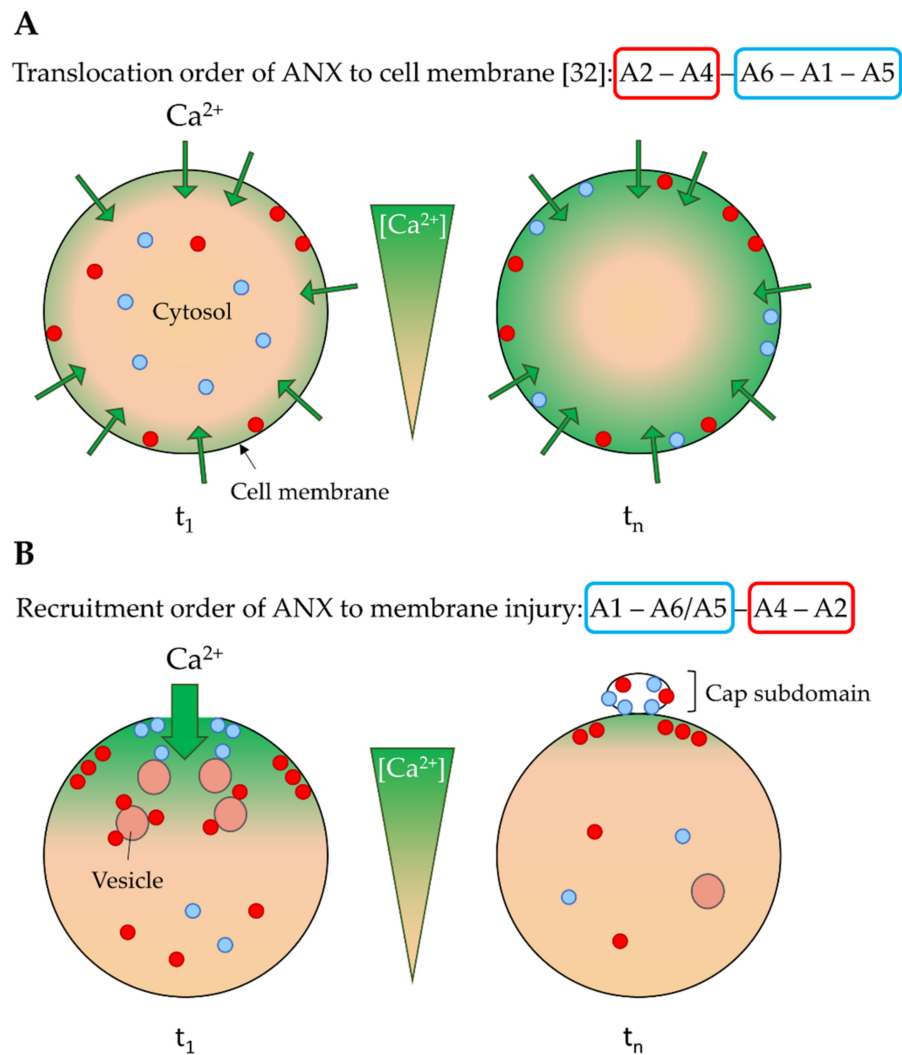 A
Translocation order of ANX to cell membrane [32]: A2 – A4 – A6 – A1 – A5
Ca²⁺
[Ca²⁺]
Cytosol
Cell membrane
t₁
tₙ
B
Recruitment order of ANX to membrane injury: A1 – A6/A5 – A4 – A2
Ca²⁺
Cap subdomain
[Ca²⁺]
Vesicle
t₁
tₙ